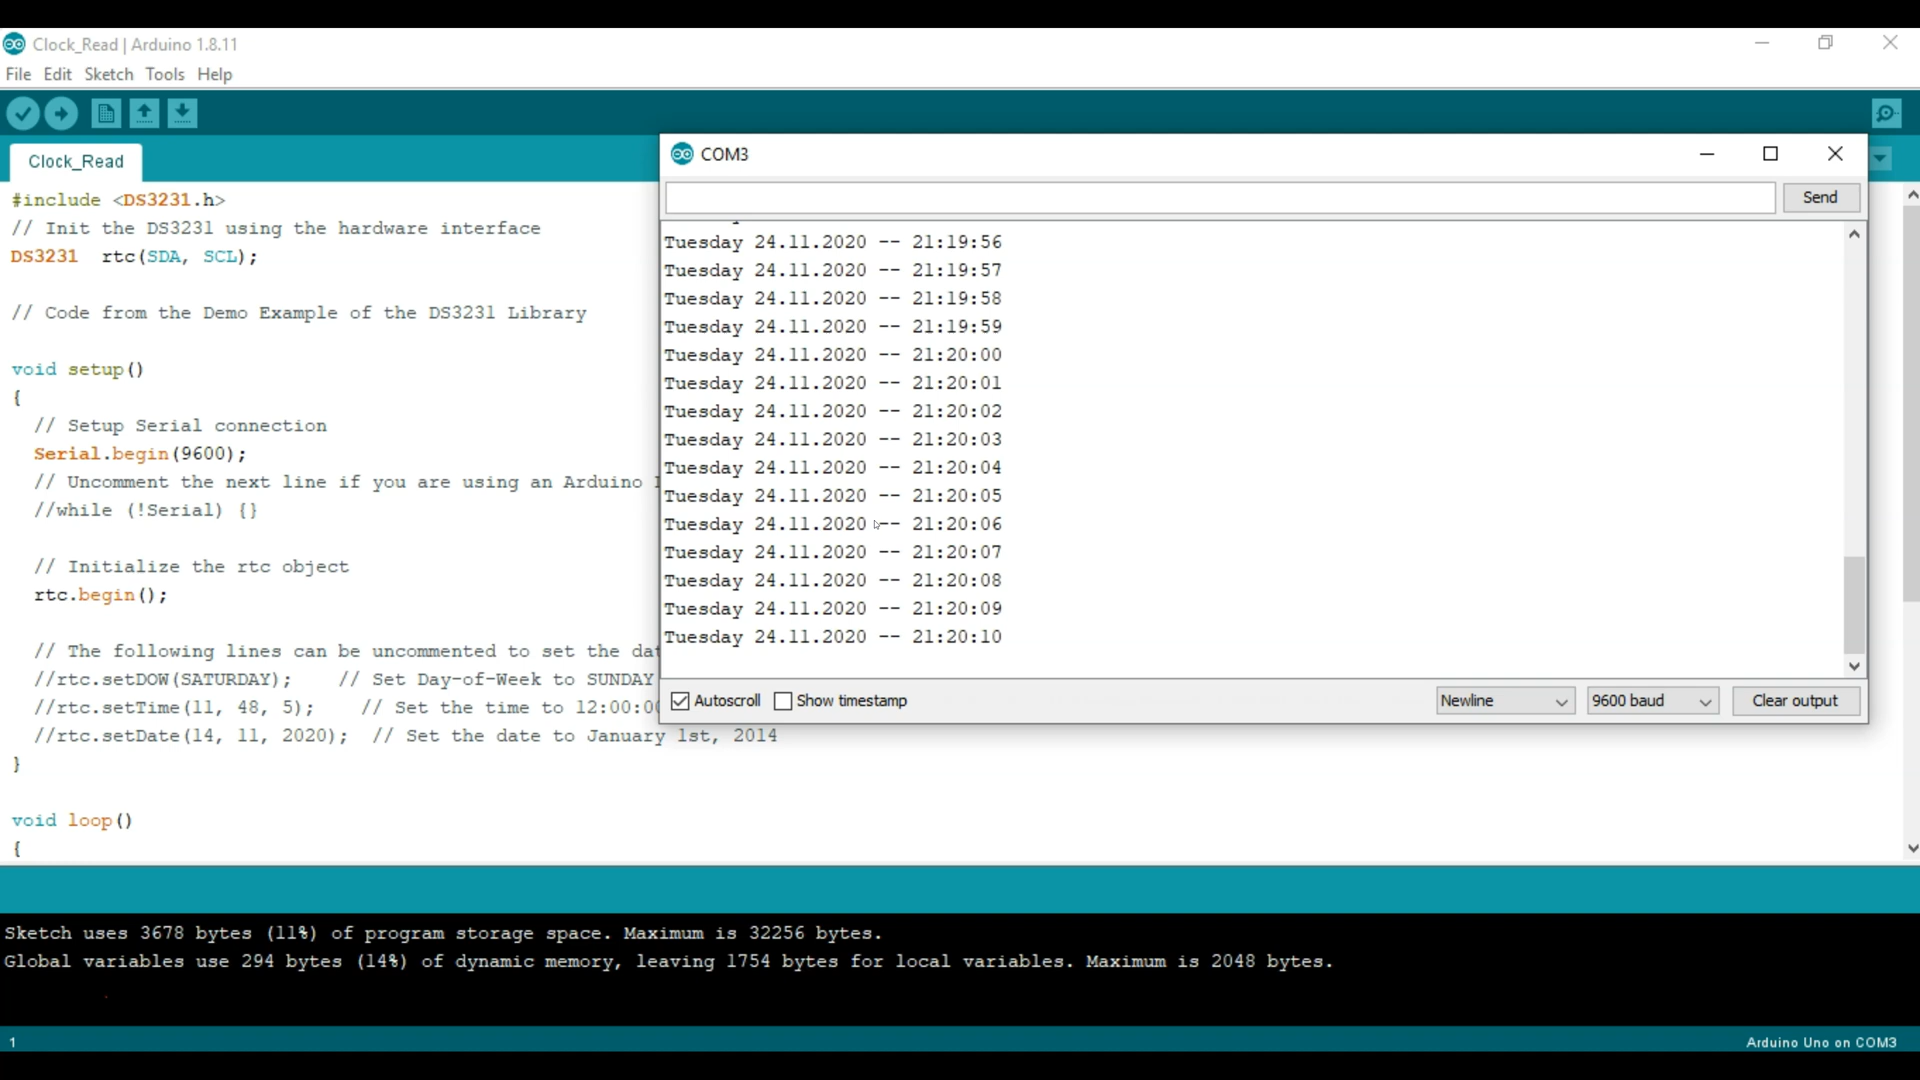 Clock_Read | Arduino 1.8.11
File Edit Sketch Tools Help
Clock_Read
#include <DS3231.h>
// Init the DS3231 using the hardware interface
DS3231  rtc(SDA, SCL);
// Code from the Demo Example of the DS3231 Library
void setup()
{
  // Setup Serial connection
  Serial.begin(9600);
  // Uncomment the next line if you are using an Arduino
  //while (!Serial) {}
  // Initialize the rtc object
  rtc.begin();
  // The following lines can be uncommented to set the
  //rtc.setDOW(SATURDAY);    // Set Day-of-Week to SUNDAY
  //rtc.setTime(11, 48, 5);    // Set the time to 12:00:00
  //rtc.setDate(14, 11, 2020);  // Set the date to January 1st, 2014
}
void loop()
{
COM3
Send
Tuesday 24.11.2020 -- 21:19:56
Tuesday 24.11.2020 -- 21:19:57
Tuesday 24.11.2020 -- 21:19:58
Tuesday 24.11.2020 -- 21:19:59
Tuesday 24.11.2020 -- 21:20:00
Tuesday 24.11.2020 -- 21:20:01
Tuesday 24.11.2020 -- 21:20:02
Tuesday 24.11.2020 -- 21:20:03
Tuesday 24.11.2020 -- 21:20:04
Tuesday 24.11.2020 -- 21:20:05
Tuesday 24.11.2020 -- 21:20:06
Tuesday 24.11.2020 -- 21:20:07
Tuesday 24.11.2020 -- 21:20:08
Tuesday 24.11.2020 -- 21:20:09
Tuesday 24.11.2020 -- 21:20:10
Autoscroll Show timestamp Newline 9600 baud Clear output
Sketch uses 3678 bytes (11%) of program storage space. Maximum is 32256 bytes.
Global variables use 294 bytes (14%) of dynamic memory, leaving 1754 bytes for local variables. Maximum is 2048 bytes.
1 Arduino Uno on COM3